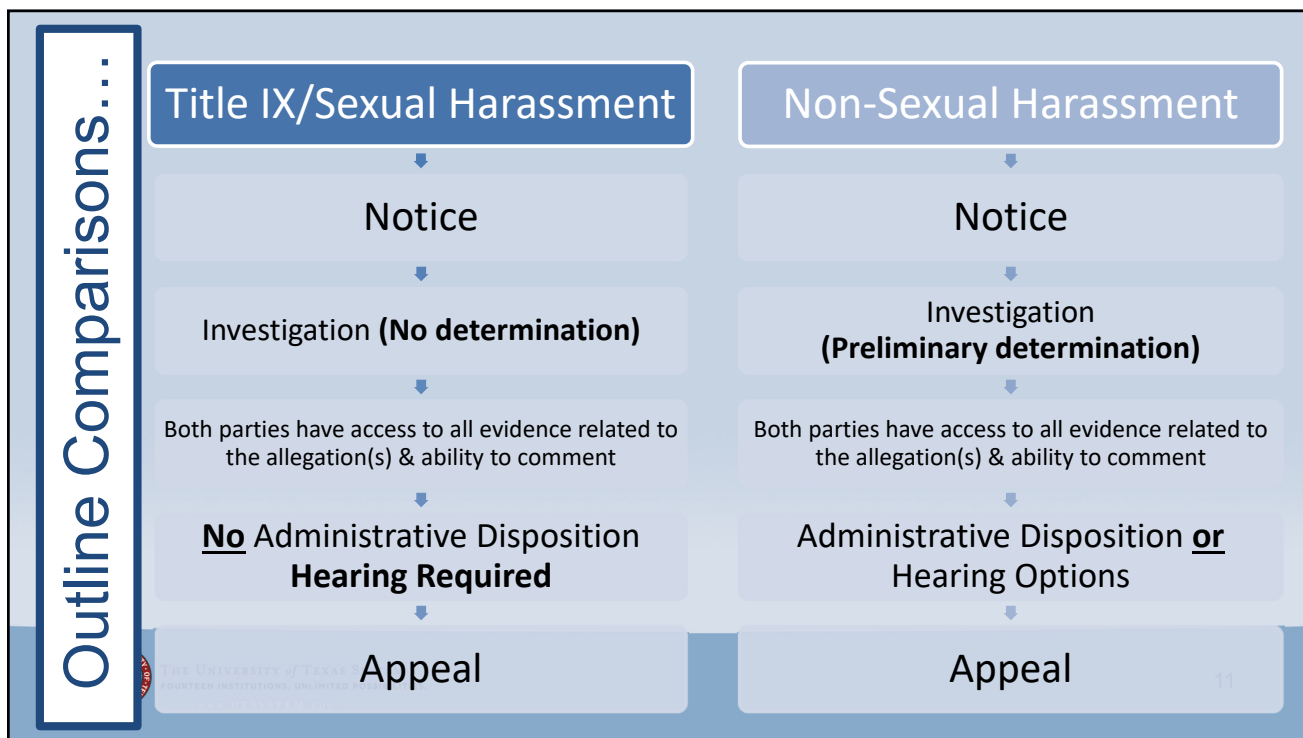 Outline Comparisons…
Title IX/Sexual Harassment
Notice
Investigation (No determination)
Both parties have access to all evidence related to
the allegation(s) & ability to comment
No Administrative Disposition
Hearing Required
Appeal
Non-Sexual Harassment
Notice
Investigation
(Preliminary determination)
Both parties have access to all evidence related to
the allegation(s) & ability to comment
Administrative Disposition or
Hearing Options
Appeal
THE UNIVERSITY of TEXAS
FOURTEEN INSTITUTIONS. UNLIMITED
11